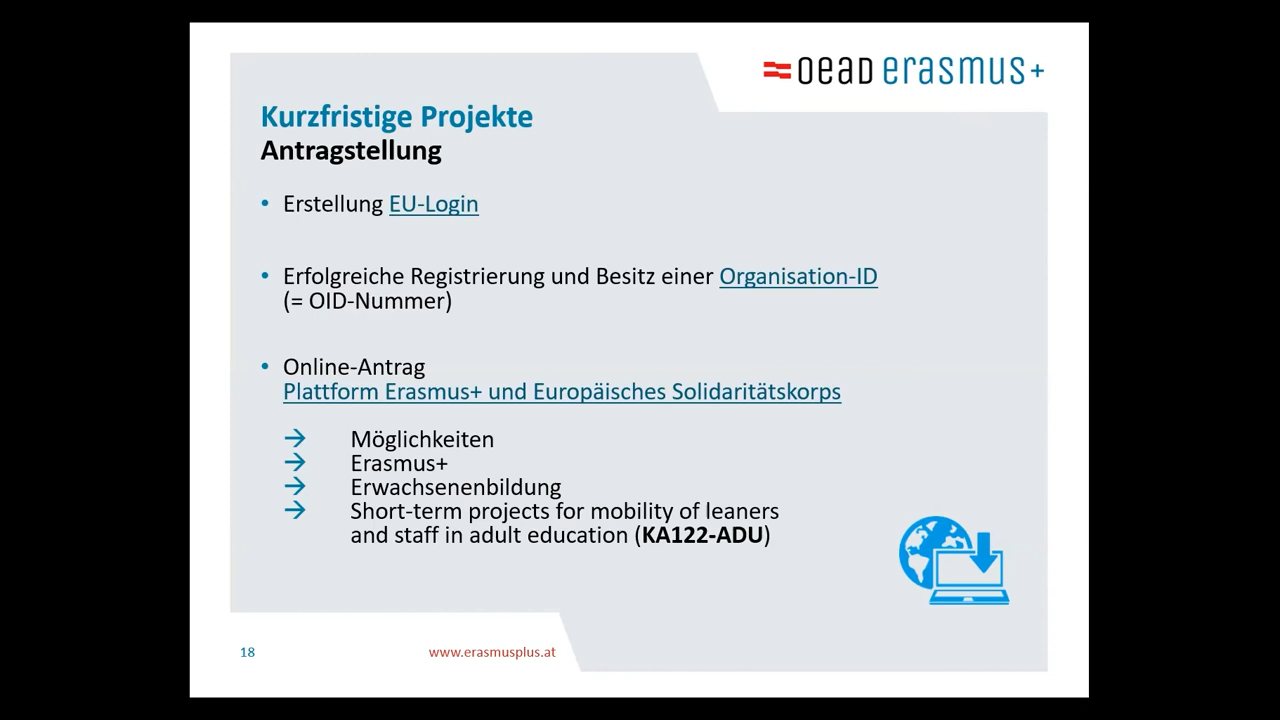 oead erasmus+
Kurzfristige Projekte
Antragstellung
• Erstellung EU-Login
• Erfolgreiche Registrierung und Besitz einer Organisation-ID
(= OID-Nummer)
• Online-Antrag
Plattform Erasmus+ und Europäisches Solidaritätskorps
→ Möglichkeiten
→ Erasmus+
→ Erwachsenenbildung
→ Short-term projects for mobility of leaners
and staff in adult education (KA122-ADU)
18
www.erasmusplus.at